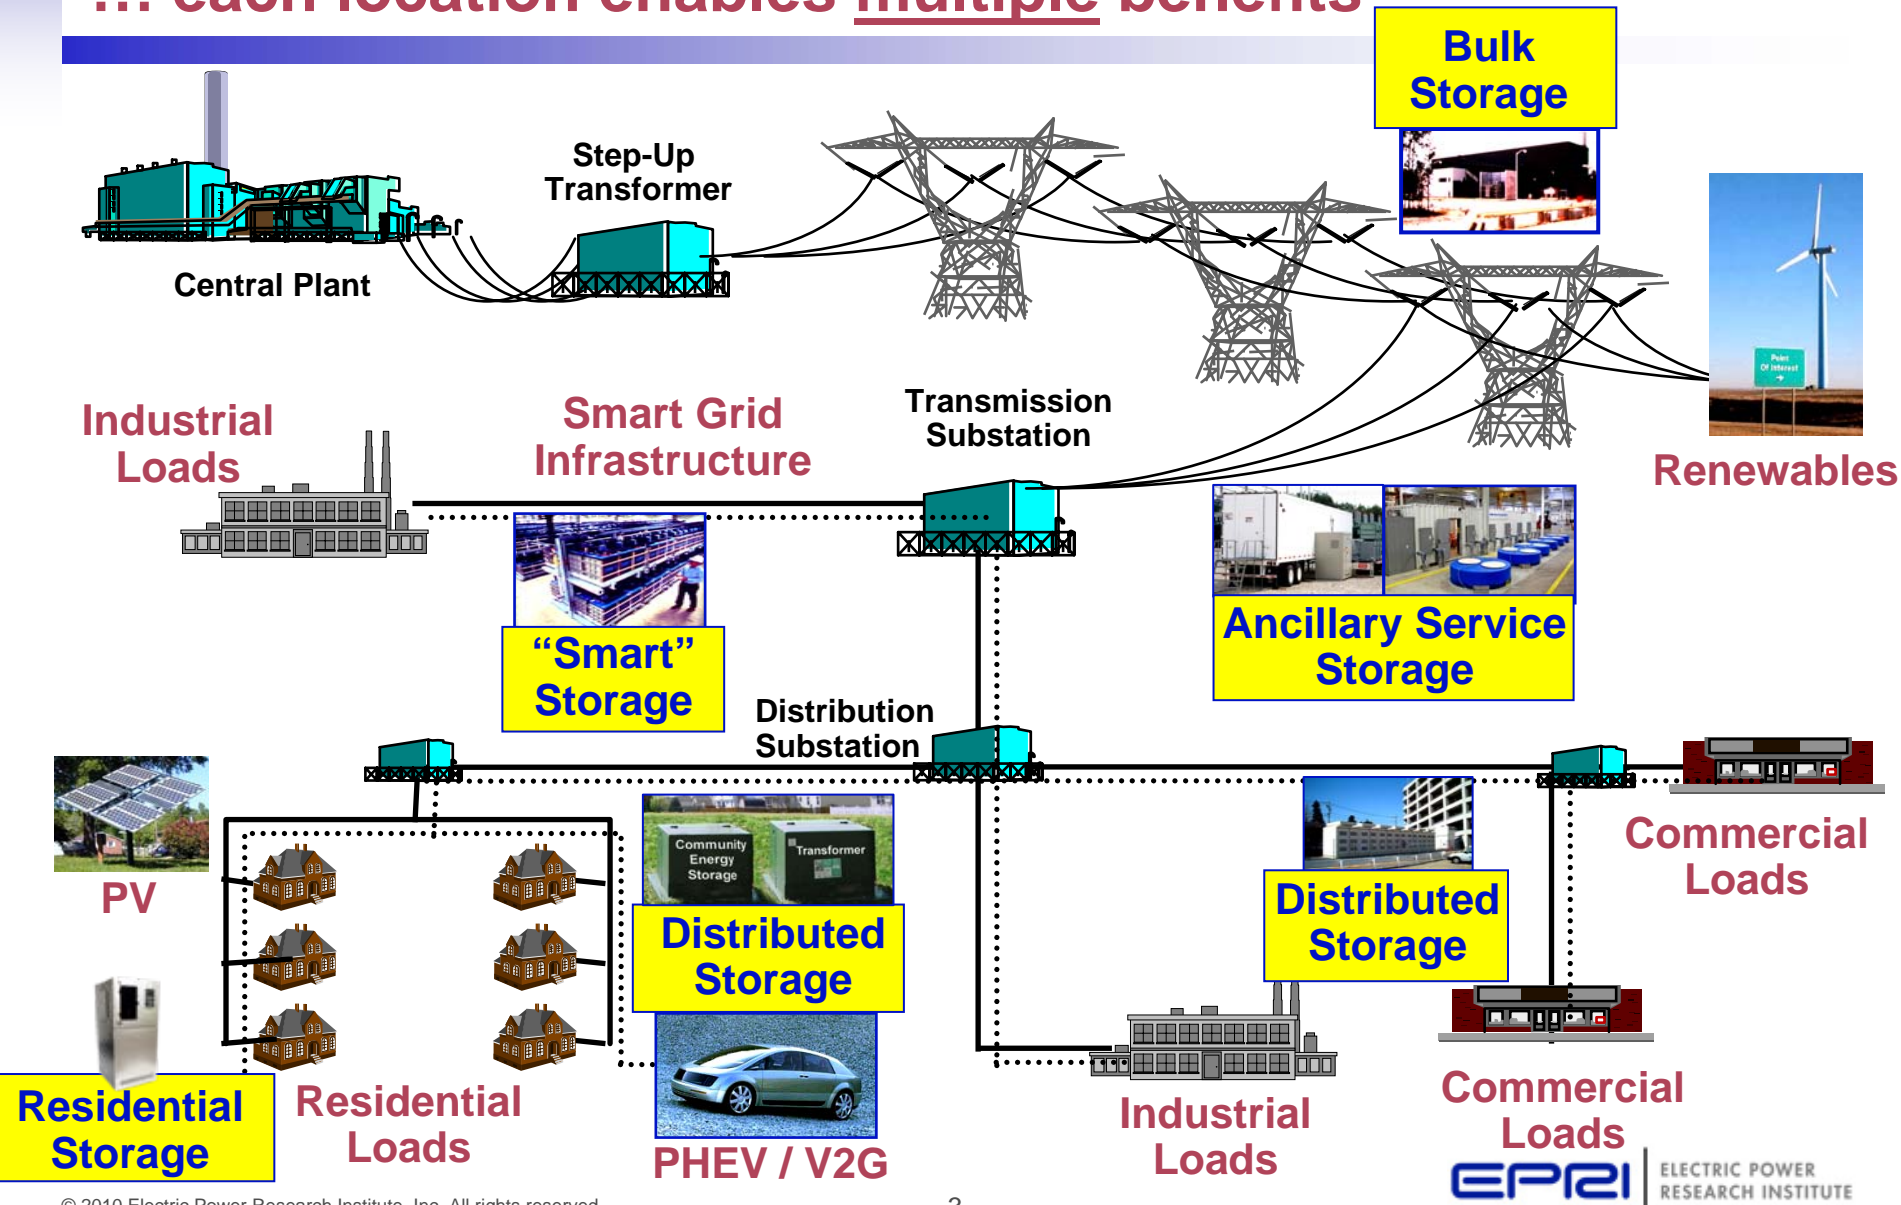 ... each location enables multiple benefits
Bulk
Storage
Step-Up
Transformer
Central Plant
Point
Of Interest
Industrial
Loads
Smart Grid
Infrastructure
Transmission
Substation
Renewables
“Smart”
Storage
Ancillary Service
Storage
Distribution
Substation
PV
Community
Energy
Storage
Transformer
Distributed
Storage
Distributed
Storage
Commercial
Loads
Residential
Storage
Residential
Loads
PHEV / V2G
Industrial
Loads
Commercial
Loads
EPRI
ELECTRIC POWER
RESEARCH INSTITUTE
© 2010 Electric Power Research Institute, Inc. All rights reserved.